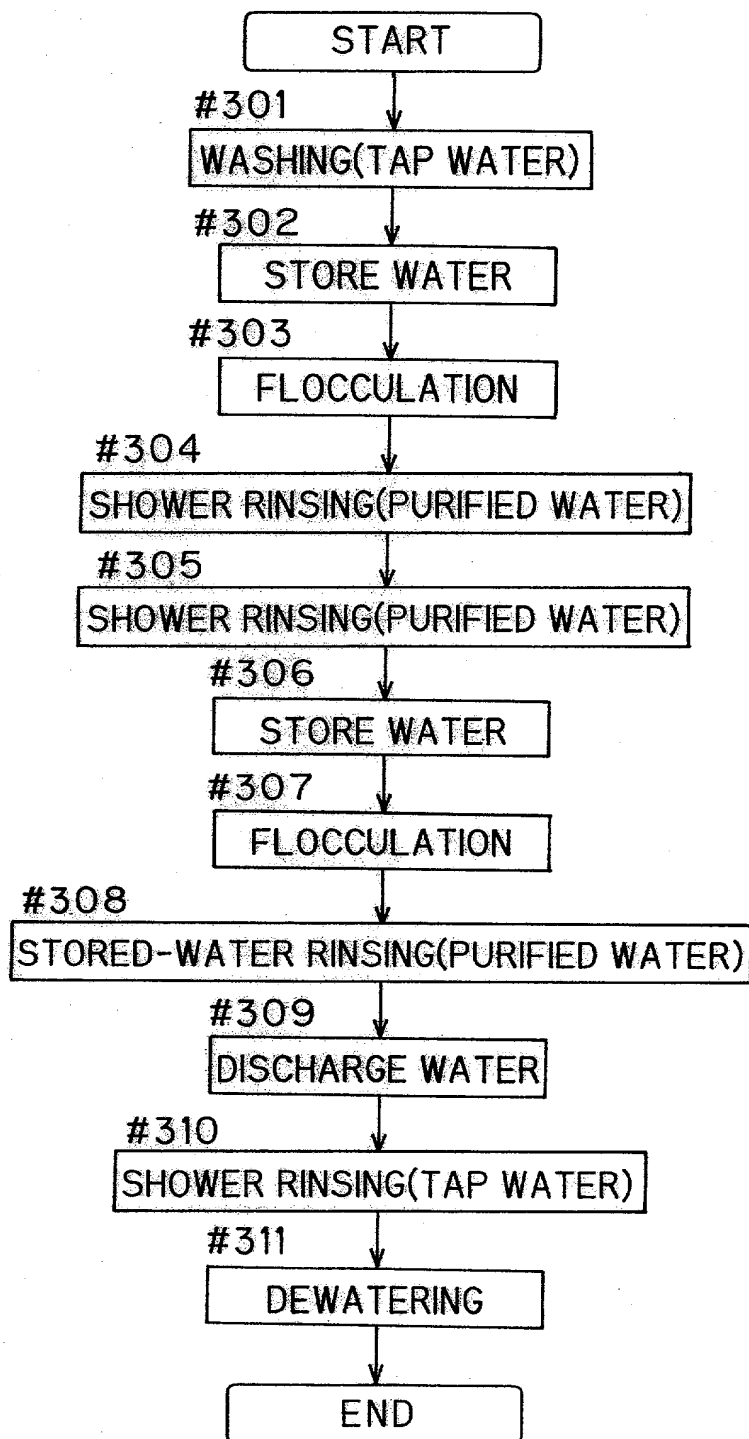 START
#301
WASHING(TAP WATER)
#302
STORE WATER
#303
FLOCCULATION
#304
SHOWER RINSING(PURIFIED WATER)
#305
SHOWER RINSING(PURIFIED WATER)
#306
STORE WATER
#307
FLOCCULATION
#308
STORED-WATER RINSING(PURIFIED WATER)
#309
DISCHARGE WATER
#310
SHOWER RINSING(TAP WATER)
#311
DEWATERING
END